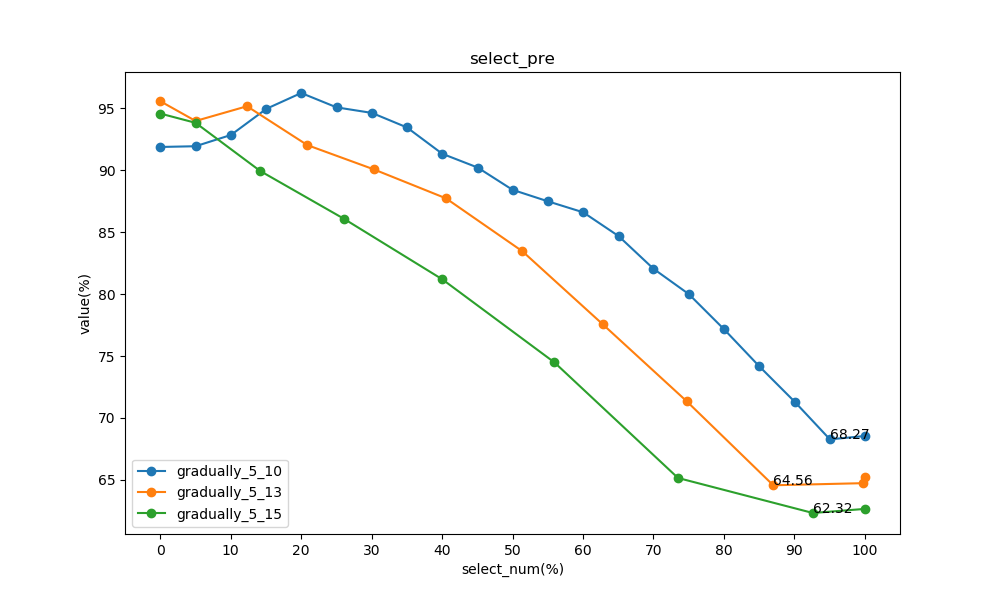 select_pre
value(%)
95
90
85
80
75
70
65
68.27
64.56
62.32
gradually_5_10
gradually_5_13
gradually_5_15
0 10 20 30 40 50 60 70 80 90 100
select_num(%)